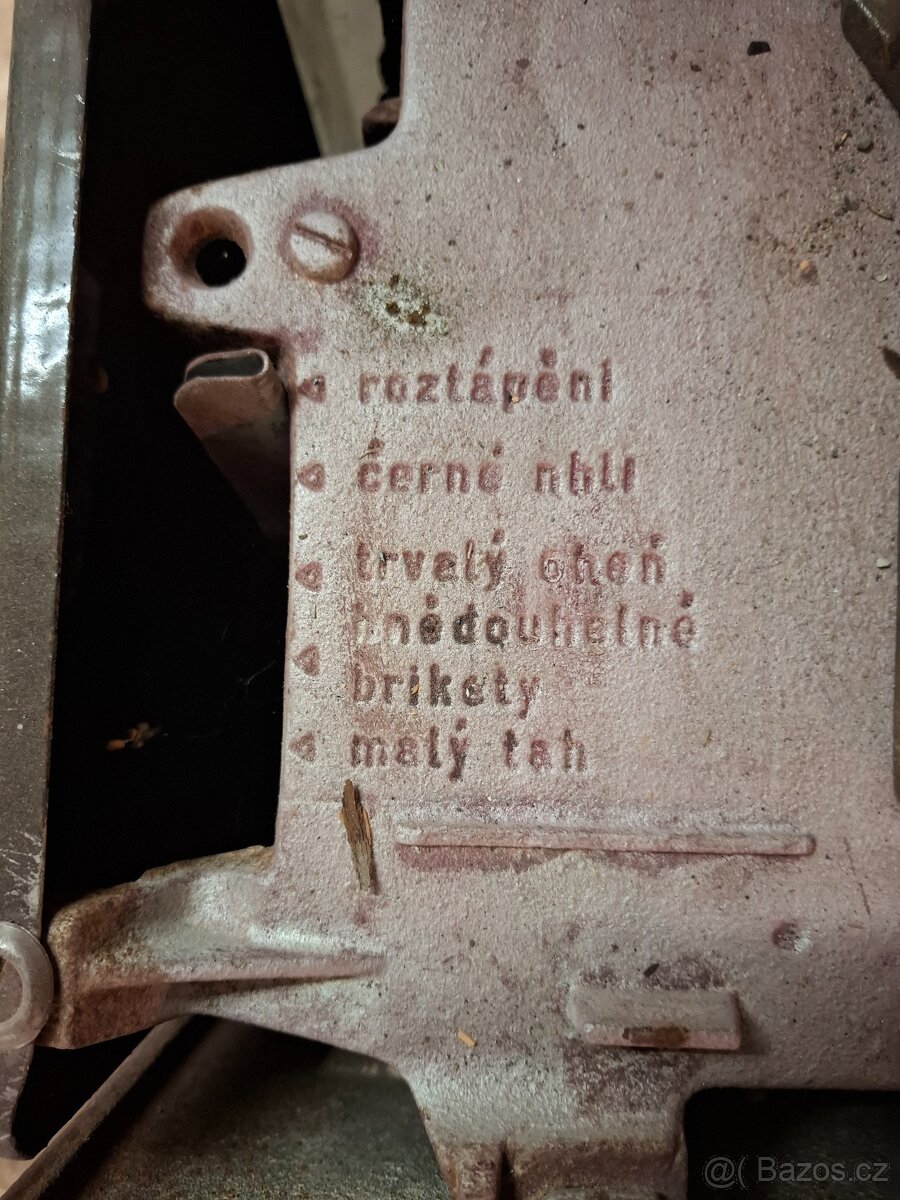 roztápění
černé uhlí
trvalý oheň
hnědouhelné
brikety
malý tah
@( Bazos.cz